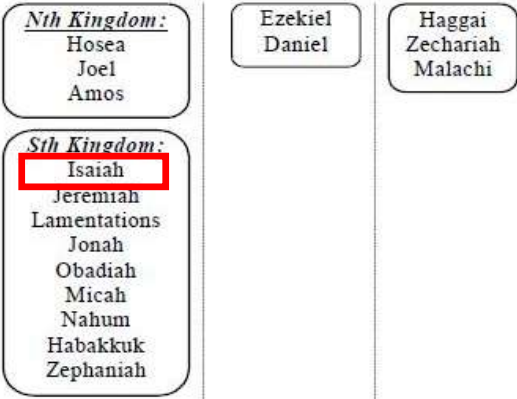 Nth Kingdom:
Hosea
Joel
Amos
Sth Kingdom:
Isaiah
Jeremiah
Lamentations
Jonah
Obadiah
Micah
Nahum
Habakkuk
Zephaniah
Ezekiel
Daniel
Haggai
Zechariah
Malachi